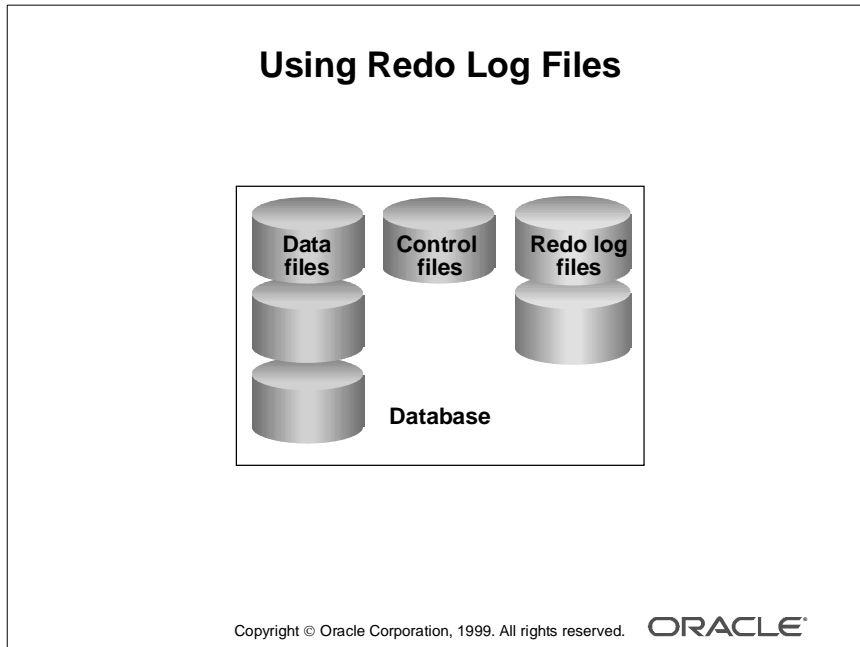 Using Redo Log Files
Data
files
Control
files
Redo log
files
Database
Copyright © Oracle Corporation, 1999. All rights reserved.
ORACLE®